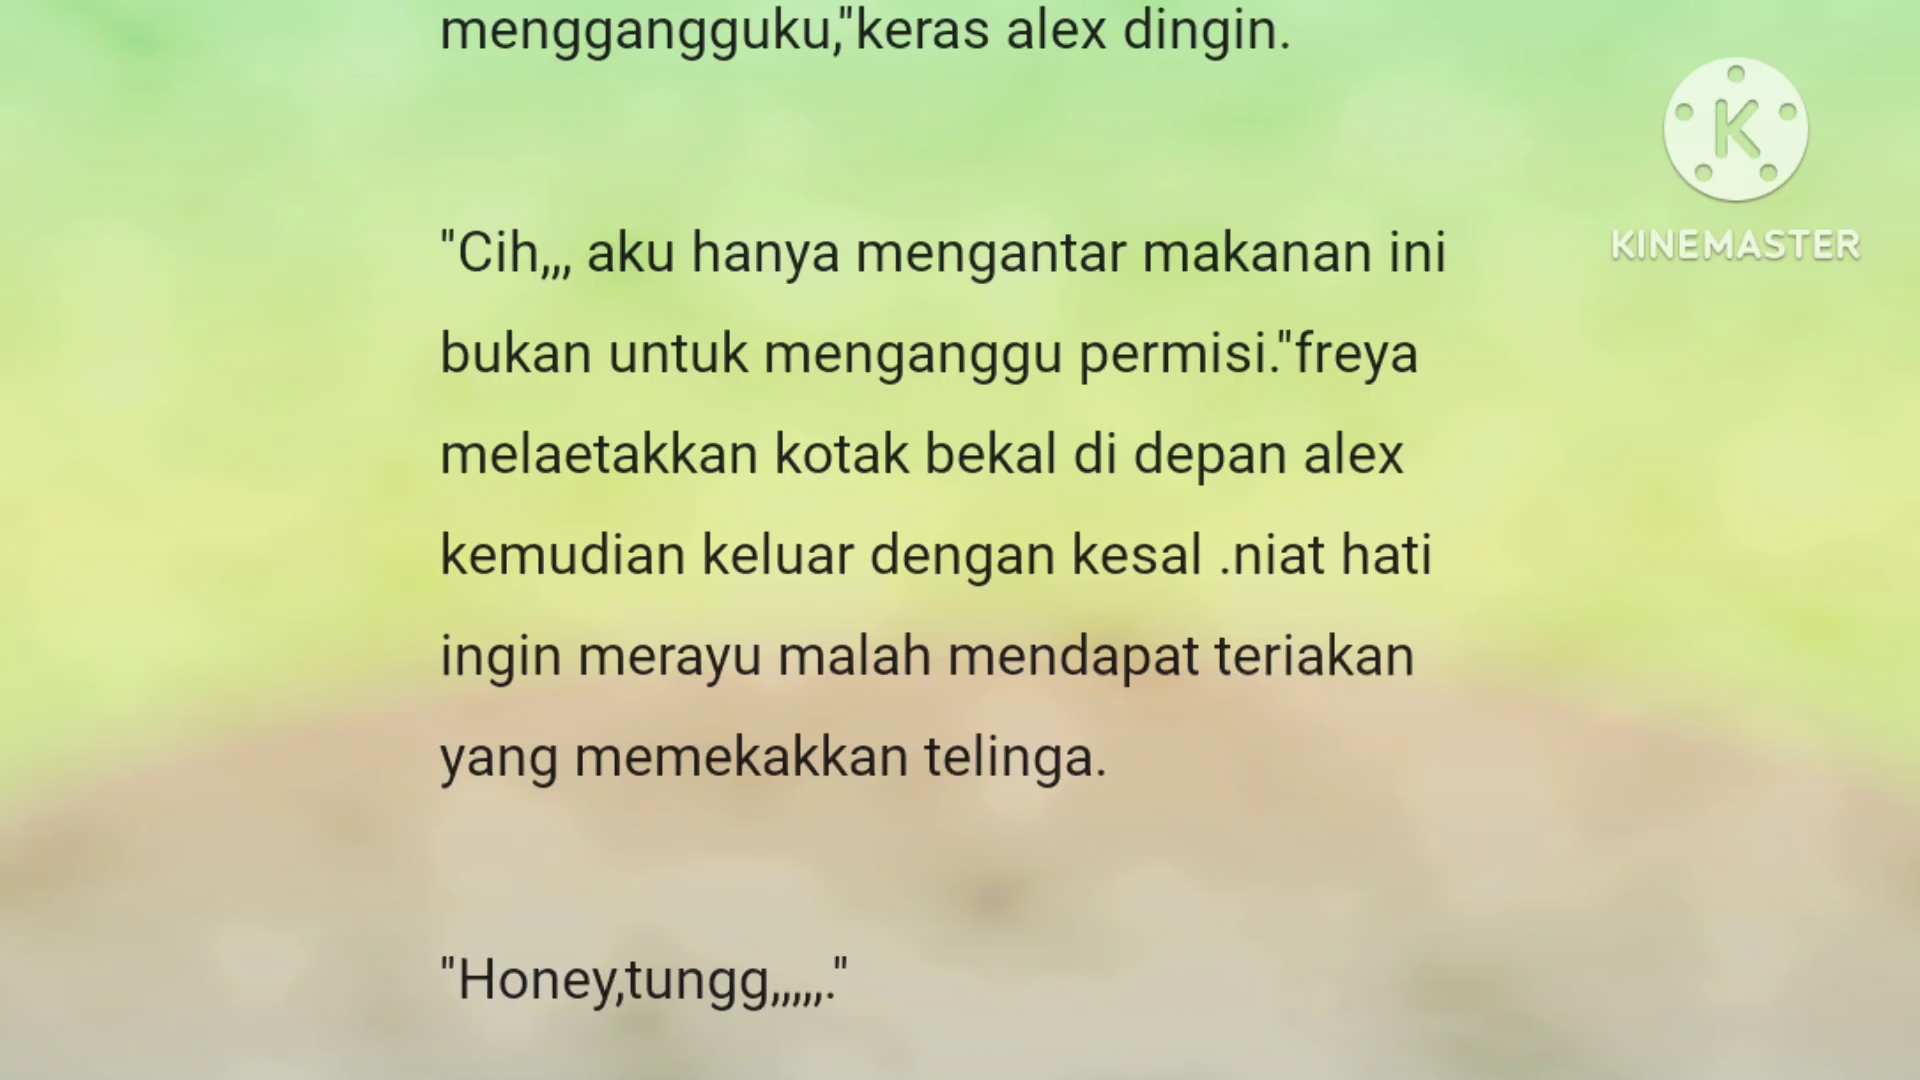 menggangguku,"keras alex dingin.
"Cih,,, aku hanya mengantar makanan ini
bukan untuk menganggu permisi."freya
melaetakkan kotak bekal di depan alex
kemudian keluar dengan kesal .niat hati
ingin merayu malah mendapat teriakan
yang memekakkan telinga.
"Honey,tungg,,,,,."
K
KINEMASTER